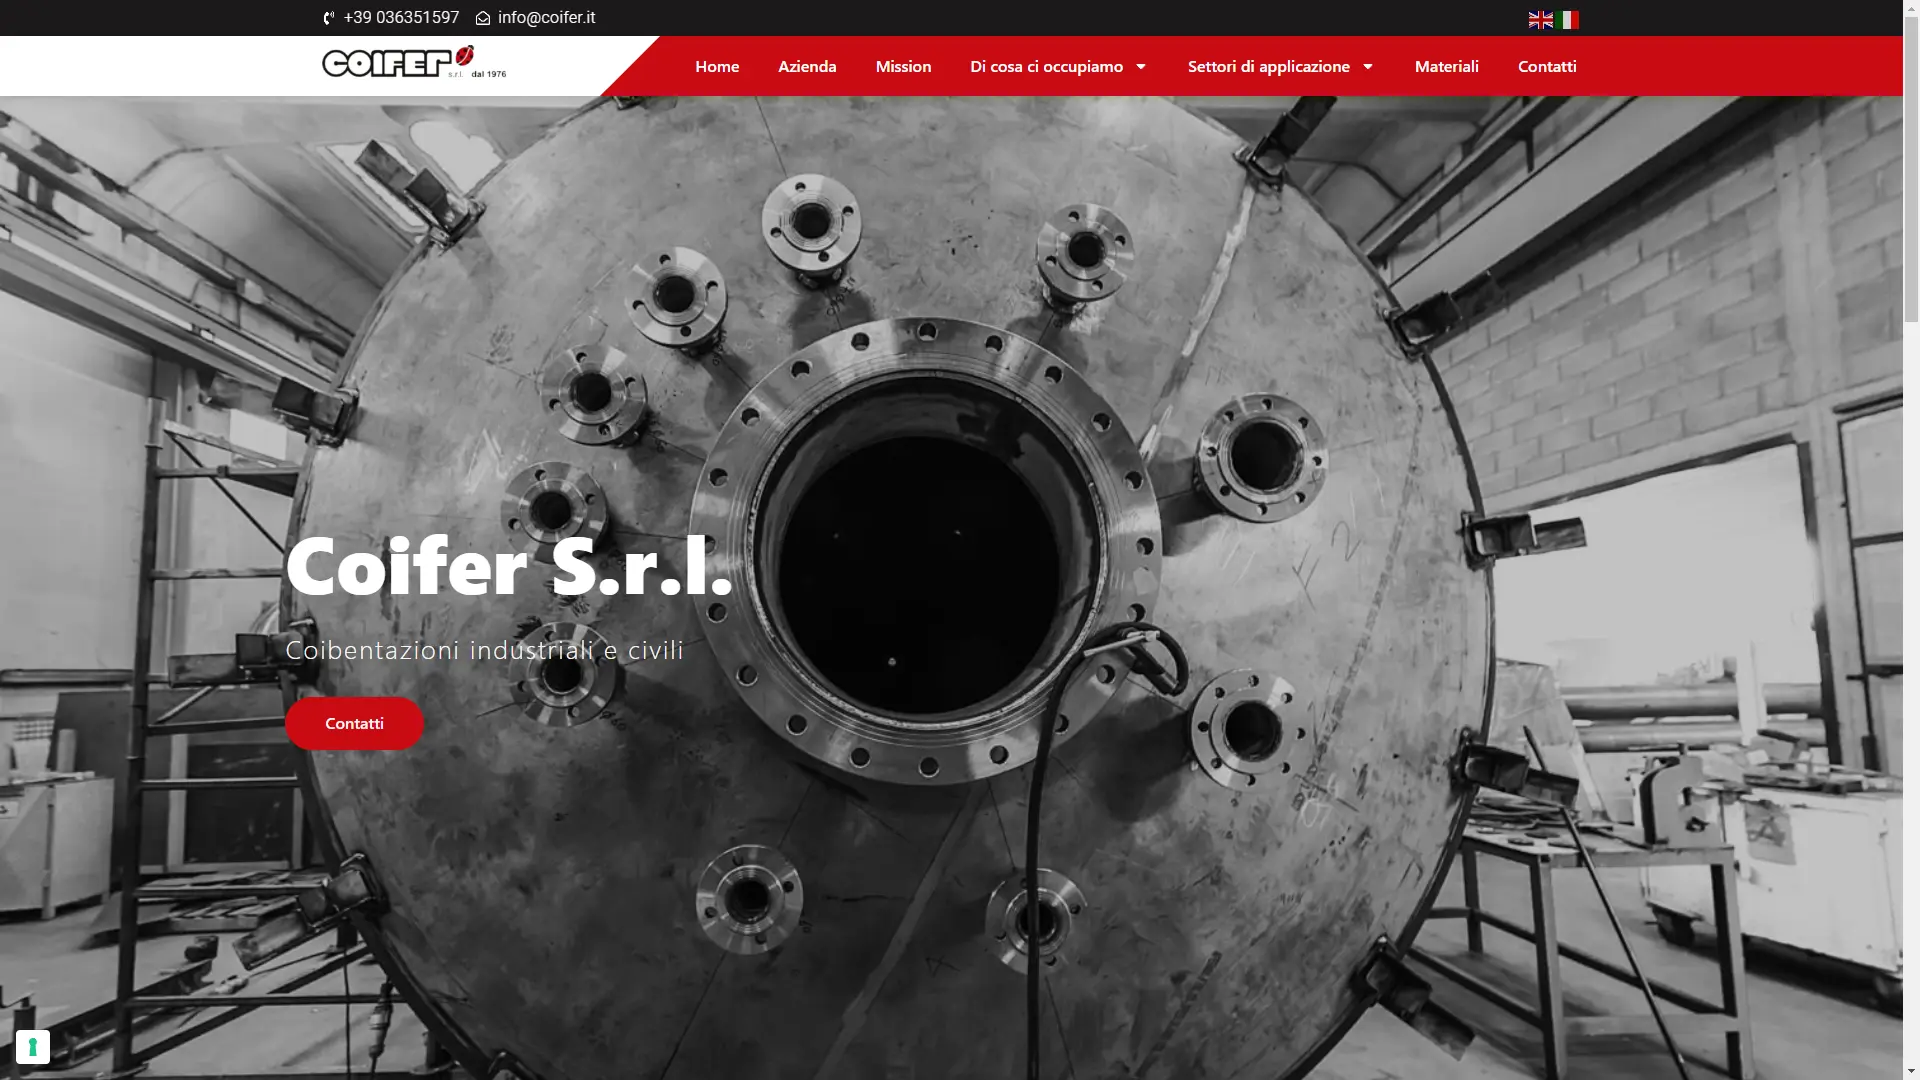 +39 036351597 info@coifer.it
COIFER s.r.l. dal 1976
Home Azienda Mission Di cosa ci occupiamo Settori di applicazione Materiali Contatti
Coifer S.r.l.
Coibentazioni industriali e civili
Contatti